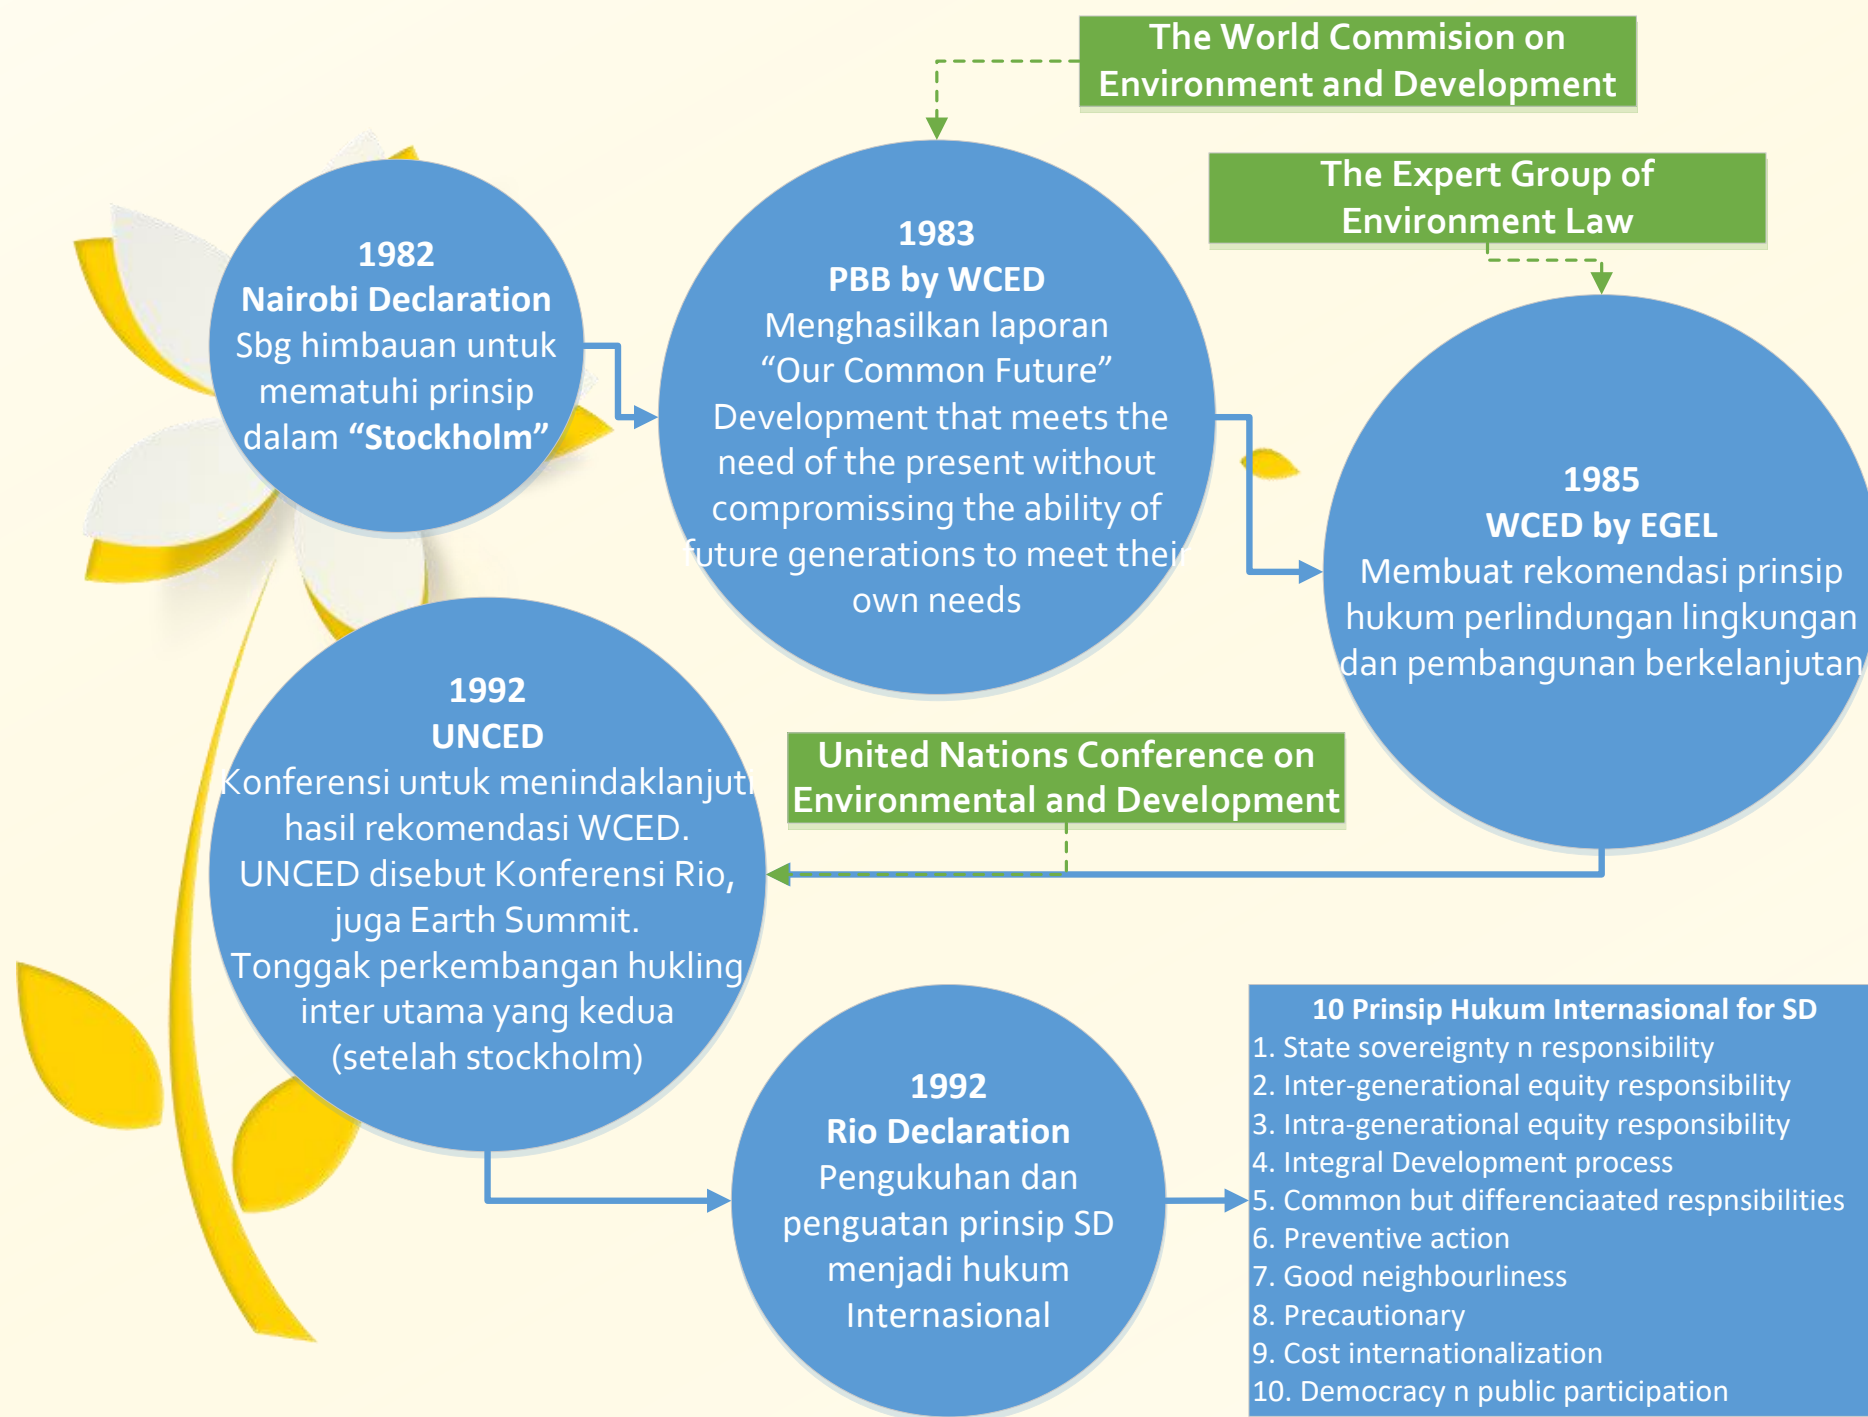 The World Commision on
Environment and Development
The Expert Group of
Environment Law
1982
Nairobi Declaration
Sbg himbauan untuk
mematuhi prinsip
dalam “Stockholm”
1983
PBB by WCED
Menghasilkan laporan
“Our Common Future”
Development that meets the
need of the present without
compromissing the ability of
future generations to meet their
own needs
1985
WCED by EGEL
Membuat rekomendasi prinsip
hukum perlindungan lingkungan
dan pembangunan berkelanjutan
United Nations Conference on
Environmental and Development
1992
UNCED
Konferensi untuk menindaklanjuti
hasil rekomendasi WCED.
UNCED disebut Konferensi Rio,
juga Earth Summit.
Tonggak perkembangan hukling
inter utama yang kedua
(setelah stockholm)
1992
Rio Declaration
Pengukuhan dan
penguatan prinsip SD
menjadi hukum
Internasional
10 Prinsip Hukum Internasional for SD
1. State sovereignty n responsibility
2. Inter-generational equity responsibility
3. Intra-generational equity responsibility
4. Integral Development process
5. Common but differenciaated respnsibilities
6. Preventive action
7. Good neighbourliness
8. Precautionary
9. Cost internationalization
10. Democracy n public participation